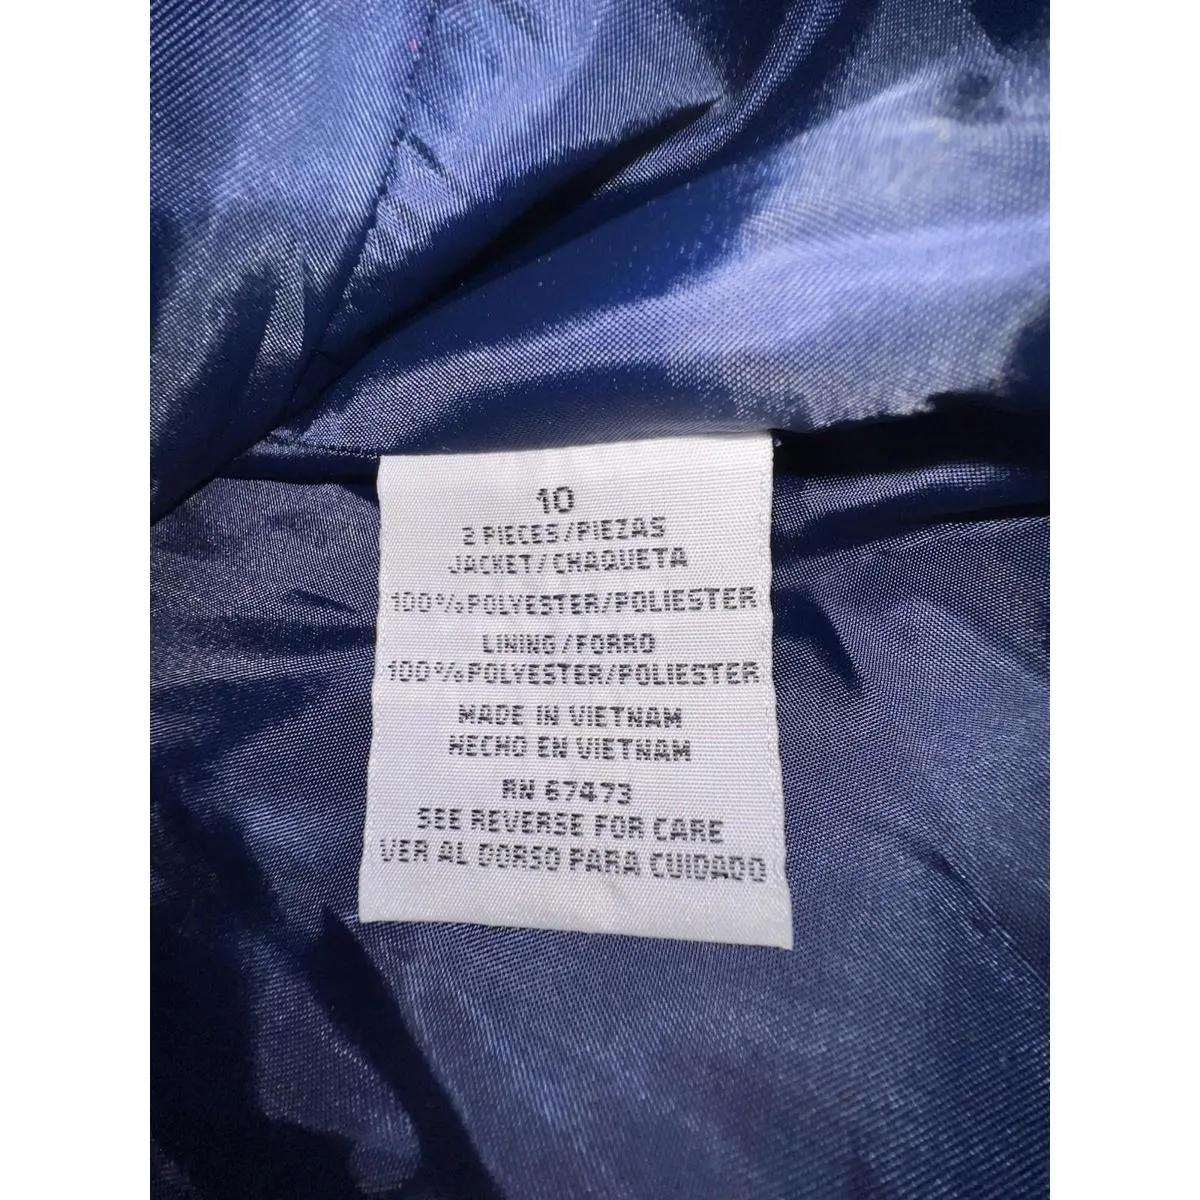 10
2 PIECES/PIEZAS
JACKET/CHAQUETA
100%POLYESTER/POLIESTER
LINING/FORRO
100%POLYESTER/POLIESTER
MADE IN VIETNAM
HECHO EN VIETNAM
RN 67473
SEE REVERSE FOR CARE
VER AL DORSO PARA CUIDADO